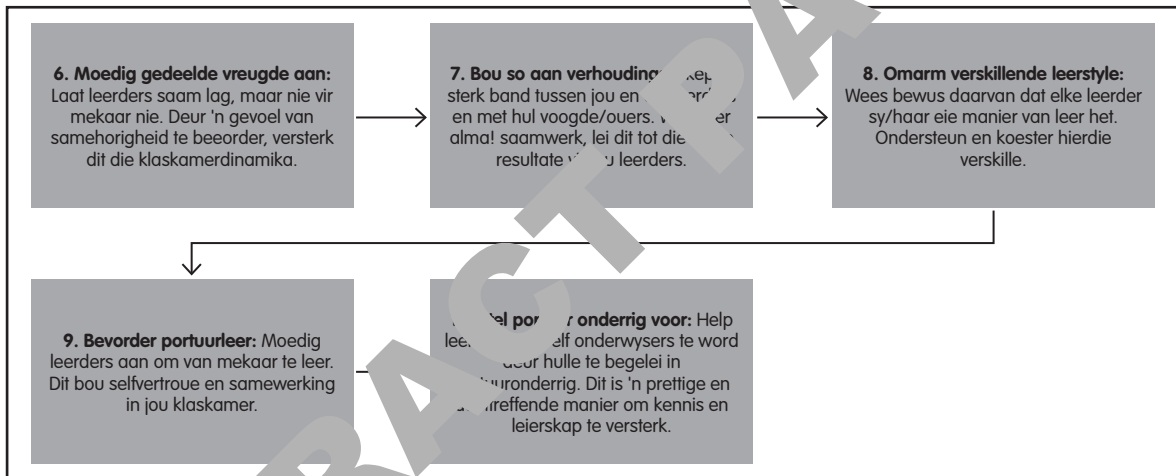 6. Moedig gedeelde vreugde aan:
Laat leerders saam lag, maar nie vir
mekaar nie. Deur 'n gevoel van
samehorigheid te beorder, versterk
dit die klaskamerdinamika.
7. Bou so aan
sterk band tussen jou en
en met hul voogde/ouers.
alma! saamwerk, lei dit tot
resultate leerders.
8. Omarm verskillende leerstyle:
Wees bewus daarvan dat elke leerder
sy/haar eie manier van leer het.
Ondersteun en koester hierdie
verskille.
9. Bevorder portuurleer: Moedig
leerders aan om van mekaar te leer.
Dit bou selfvertroue en samewerking
in jou klaskamer.
onderrig voor: Help
onderwysers te word
deur hulle te begelei in
Dit is 'n prettige en
manier om kennis en
leierskap te versterk.